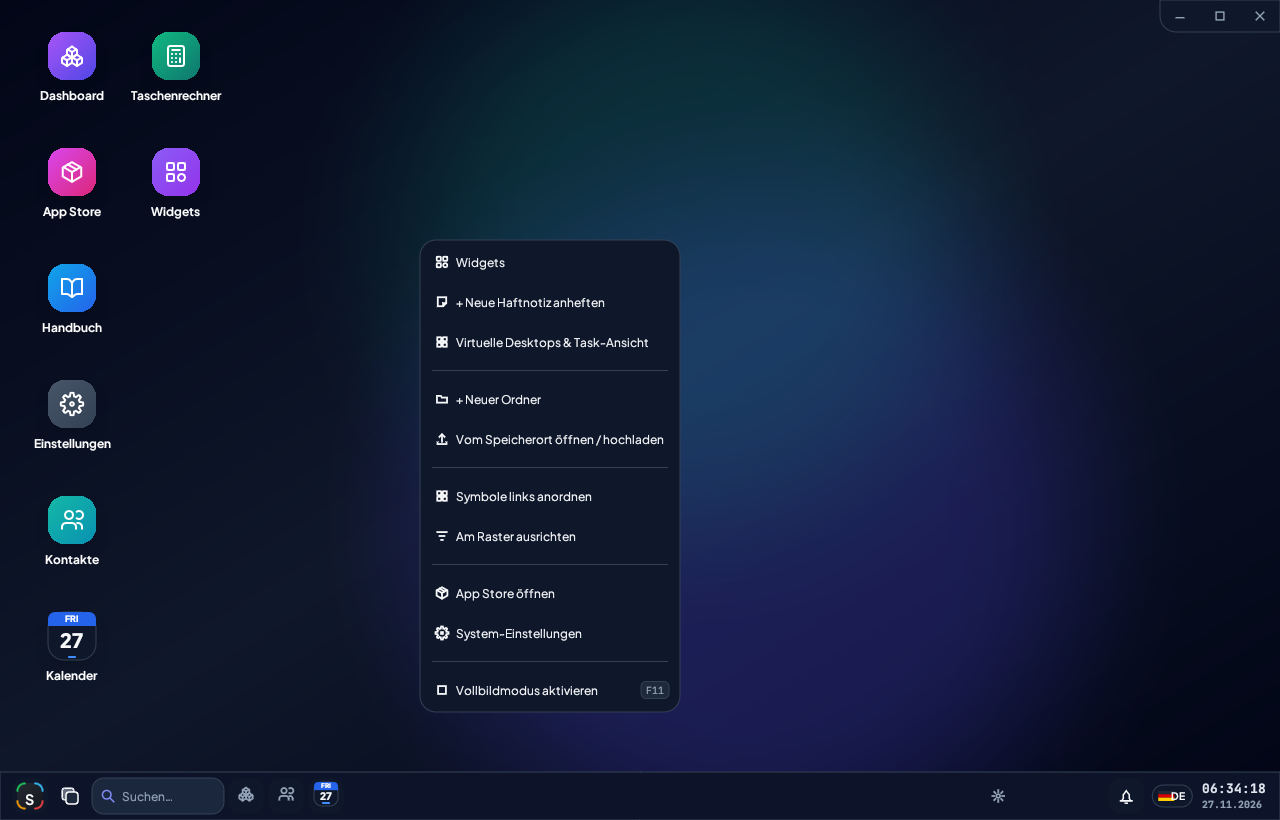 Dashboard
Taschenrechner
App Store
Widgets
Handbuch
Einstellungen
Kontakte
FRI
27
Kalender
Widgets
+ Neue Haftnotiz anheften
Virtuelle Desktops & Task-Ansicht
+ Neuer Ordner
Vom Speicherort öffnen / hochladen
Symbole links anordnen
Am Raster ausrichten
App Store öffnen
System-Einstellungen
Vollbildmodus aktivieren F11
S
Suchen...
FRI
27
DE
06:34:18
27.11.2026